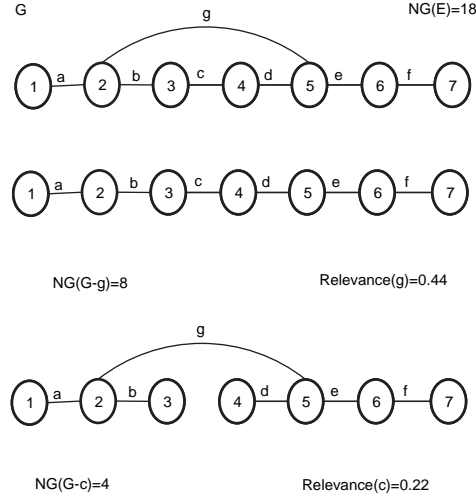 G NG(E)=18
g
1 a 2 b 3 c 4 d 5 e 6 f 7
1 a 2 b 3 c 4 d 5 e 6 f 7
NG(G-g)=8 Relevance(g)=0.44
g
1 a 2 b 3 4 d 5 e 6 f 7
NG(G-c)=4 Relevance(c)=0.22